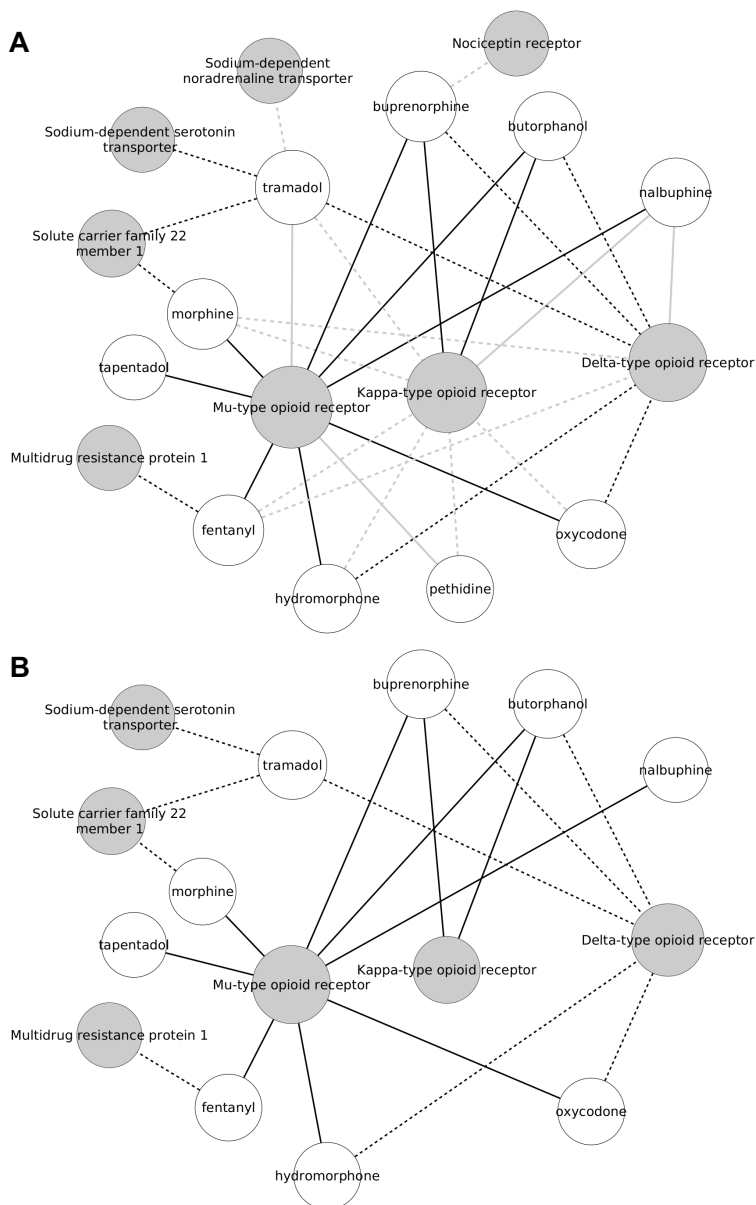 A
Nociceptin receptor
Sodium-dependent
noradrenaline transporter
buprenorphine
butorphanol
Sodium-dependent serotonin
transporter
tramadol
nalbuphine
Solute carrier family 22
member 1
morphine
tapentadol
Delta-type opioid receptor
Kappa-type opioid receptor
Mu-type opioid receptor
Multidrug resistance protein 1
fentanyl
oxycodone
pethidine
hydromorphone
B
buprenorphine
butorphanol
Sodium-dependent serotonin
transporter
tramadol
nalbuphine
Solute carrier family 22
member 1
morphine
tapentadol
Delta-type opioid receptor
Kappa-type opioid receptor
Mu-type opioid receptor
Multidrug resistance protein 1
fentanyl
oxycodone
hydromorphone